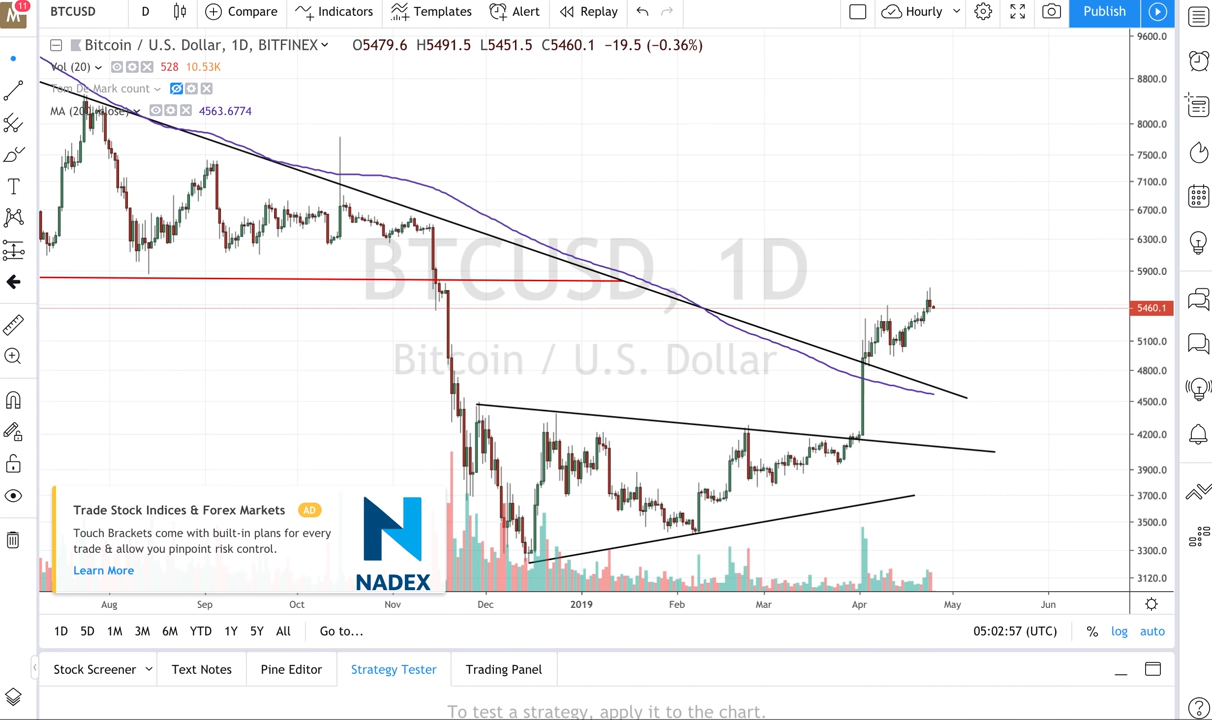 M 11 BTCUSD D Compare Indicators Templates Alert Replay Hourly Publish
Bitcoin / U.S. Dollar, 1D, BITFINEX O5479.6 H5491.5 L5451.5 C5460.1 −19.5 (−0.36%)
Vol (20) 528 10.53K
Tom De Mark count
MA (200, close) 4563.6774
9600.0
8800.0
8000.0
7500.0
7100.0
6700.0
6300.0
5900.0
5460.1
5100.0
4800.0
4500.0
4200.0
3900.0
3700.0
3500.0
3300.0
3120.0
BTCUSD, 1D
Bitcoin / U.S. Dollar
Trade Stock Indices & Forex Markets AD
Touch Brackets come with built-in plans for every
trade & allow you pinpoint risk control.
Learn More
NADEX
Aug Sep Oct Nov Dec 2019 Feb Mar Apr May Jun
1D 5D 1M 3M 6M YTD 1Y 5Y All Go to... 05:02:57 (UTC) % log auto
Stock Screener Text Notes Pine Editor Strategy Tester Trading Panel
To test a strategy, apply it to the chart.